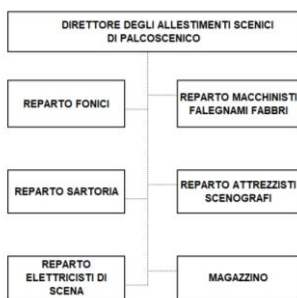 DIRETTORE DEGLI ALLESTIMENTI SCENICI
DI PALCOSCENICO
REPARTO FONICI
REPARTO MACCHINISTI
FALEGNAMI FABBRI
REPARTO SARTORIA
REPARTO ATTREZZISTI
SCENOGRAFI
REPARTO
ELETTRICISTI DI
SCENA
MAGAZZINO